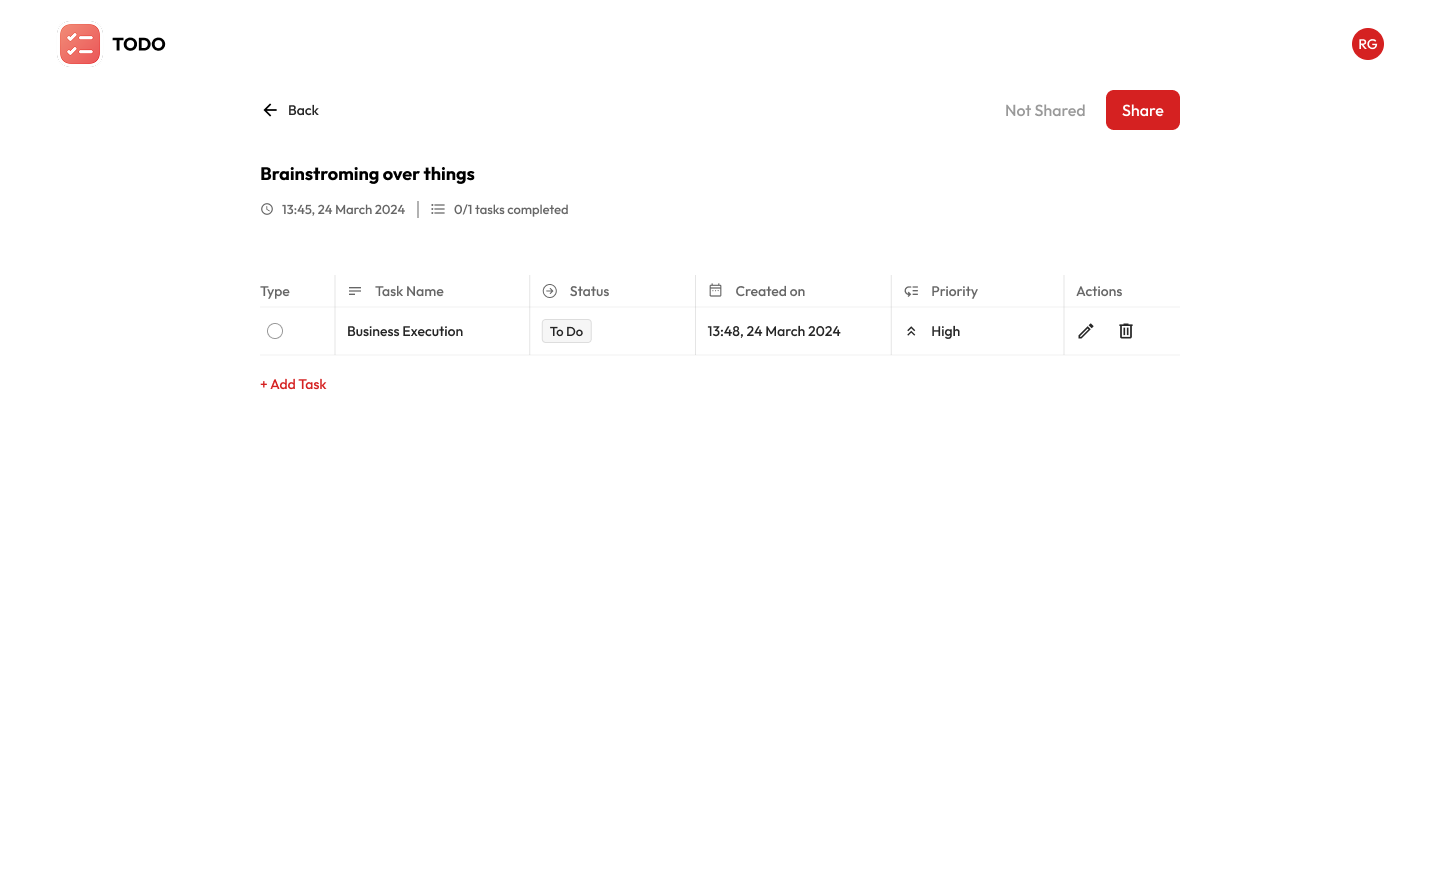 TODO
RG
Back
Not Shared
Share
Brainstroming over things
13:45, 24 March 2024
0/1 tasks completed
Type Task Name Status Created on Priority Actions
Business Execution To Do 13:48, 24 March 2024 High
+ Add Task